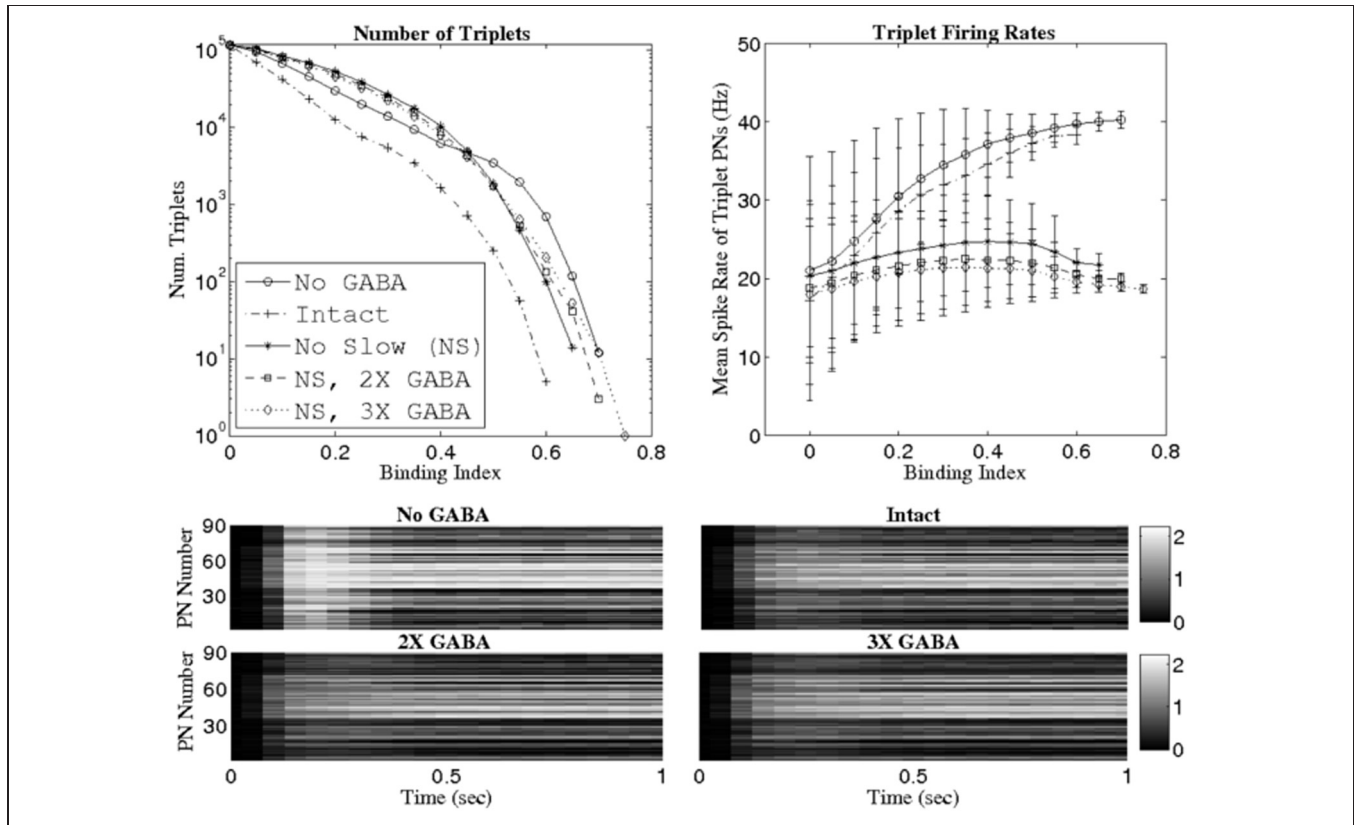 Number of Triplets
Num. Triplets
10^5
10^4
10^3
10^2
10^1
10^0
No GABA
Intact
No Slow (NS)
NS, 2X GABA
NS, 3X GABA
0 0.2 0.4 0.6 0.8
Binding Index
Triplet Firing Rates
Mean Spike Rate of Triplet PNs (Hz)
50
40
30
20
10
0
0 0.2 0.4 0.6 0.8
Binding Index
No GABA
PN Number
90
60
30
Intact
2
1
0
2X GABA
PN Number
90
60
30
0 0.5 1
Time (sec)
3X GABA
2
1
0
0 0.5 1
Time (sec)